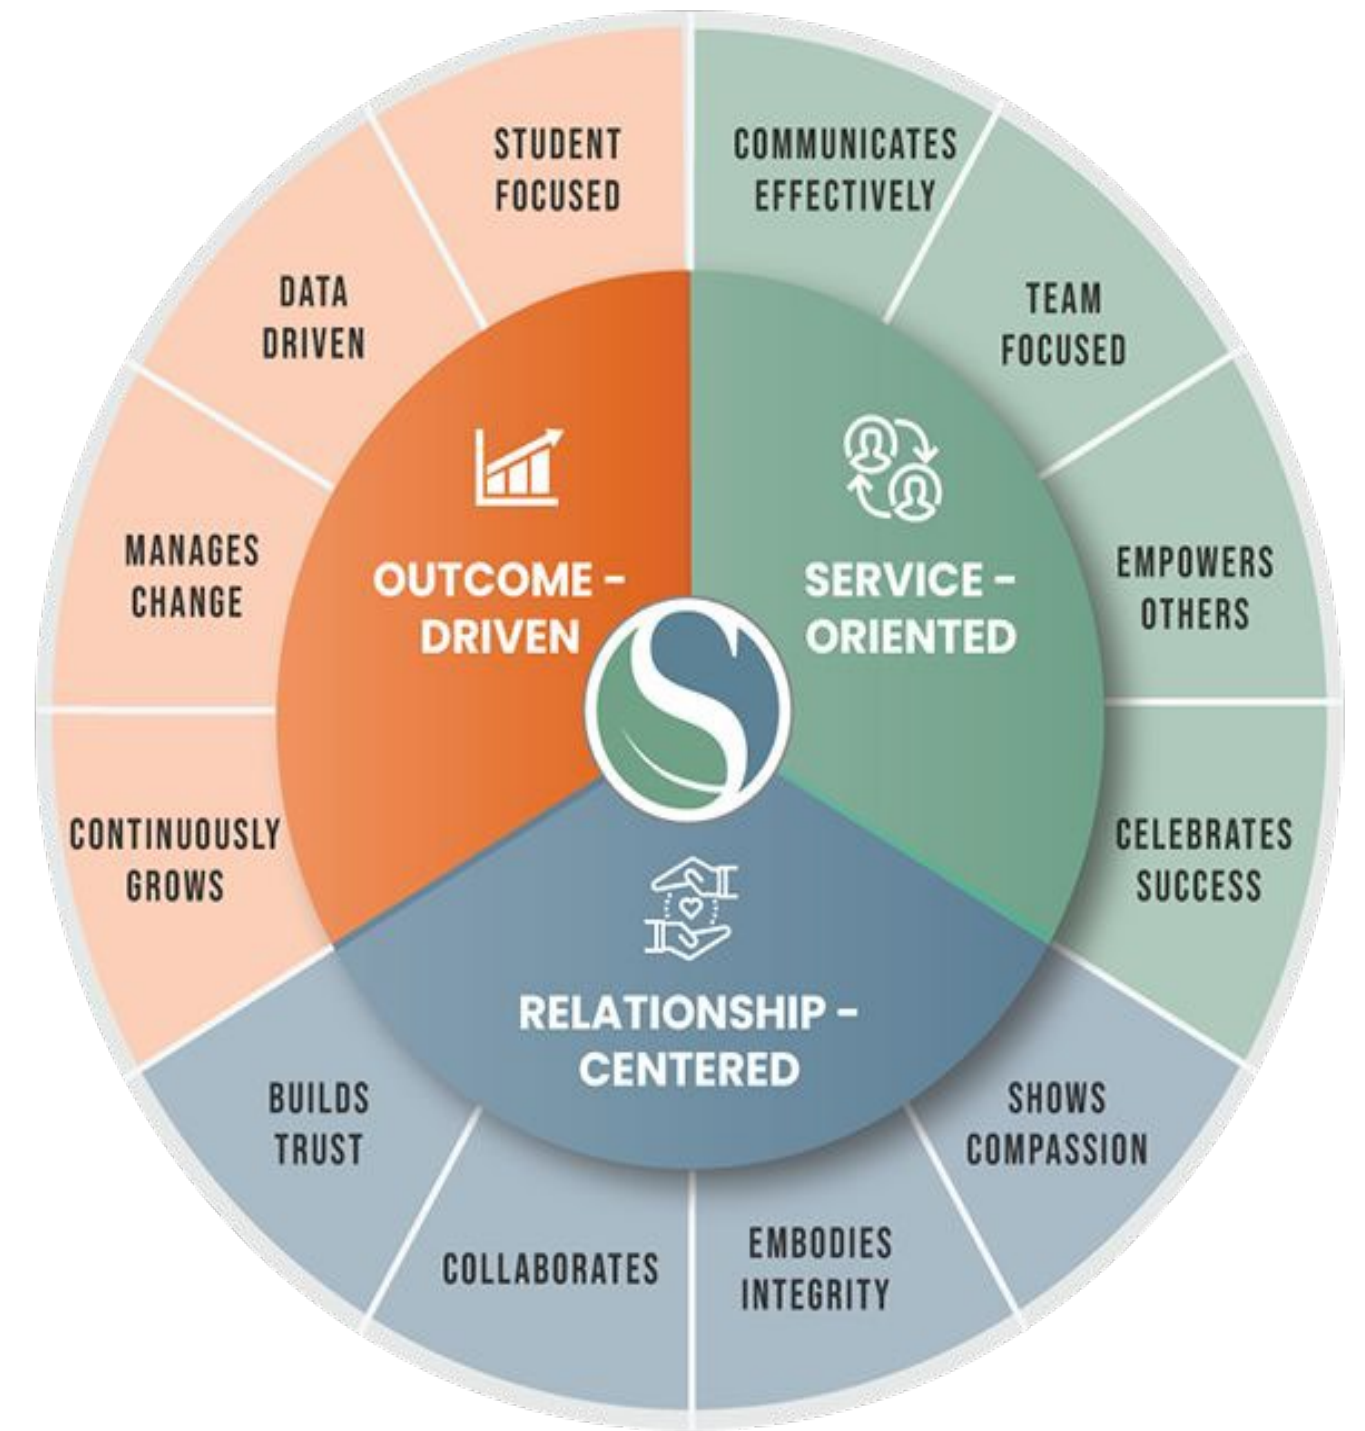 STUDENT
FOCUSED
COMMUNICATES
EFFECTIVELY
DATA
DRIVEN
TEAM
FOCUSED
MANAGES
CHANGE
EMPOWERS
OTHERS
OUTCOME -
DRIVEN
SERVICE -
ORIENTED
CONTINUOUSLY
GROWS
CELEBRATES
SUCCESS
RELATIONSHIP -
CENTERED
BUILDS
TRUST
SHOWS
COMPASSION
COLLABORATES
EMBODIES
INTEGRITY
S